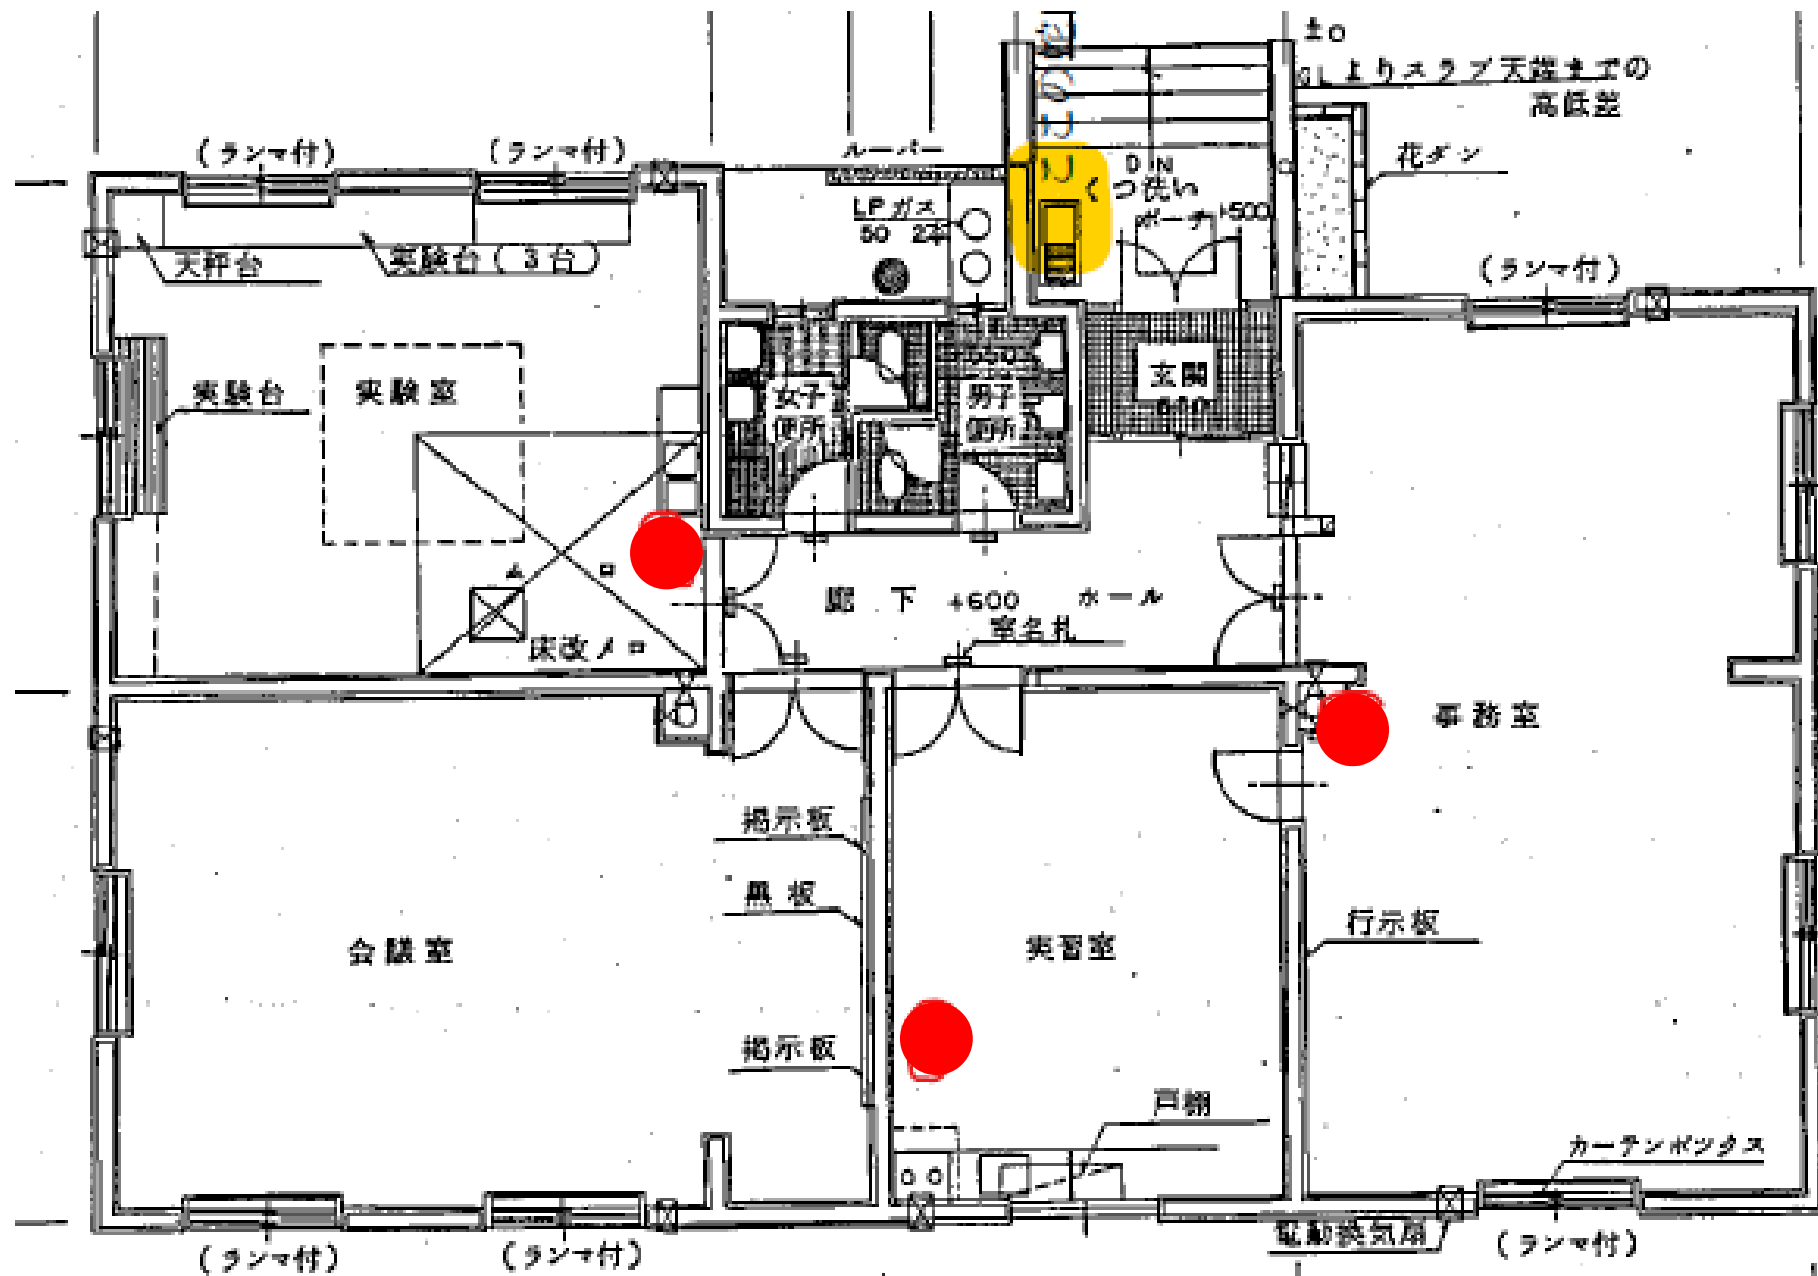 ±0
GLよりスラブ天端までの
高低差
(ランマ付)
(ランマ付)
ルーバー
DN
くつ洗い
花ダン
LPガス
50 2本
ポーチ +500
天秤台
実験台(3台)
(ランマ付)
実験台
実験室
女子
便所
男子
便所
玄関
廊下 +600 ホール
室名札
床改メロ
事務室
掲示板
黒板
行示板
会議室
実習室
掲示板
戸棚
カーテンボックス
電動換気扇
(ランマ付)
(ランマ付)
(ランマ付)